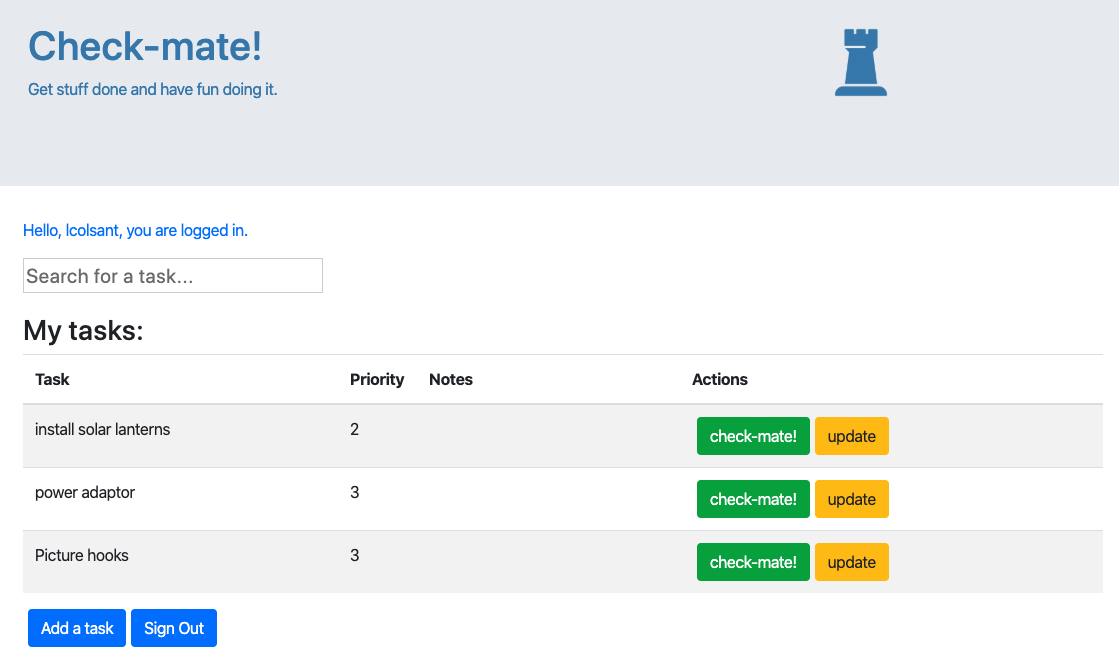 Check-mate!
Get stuff done and have fun doing it.
Hello, lcolsant, you are logged in.
Search for a task...
My tasks:
Task Priority Notes Actions
install solar lanterns 2 check-mate! update
power adaptor 3 check-mate! update
Picture hooks 3 check-mate! update
Add a task Sign Out